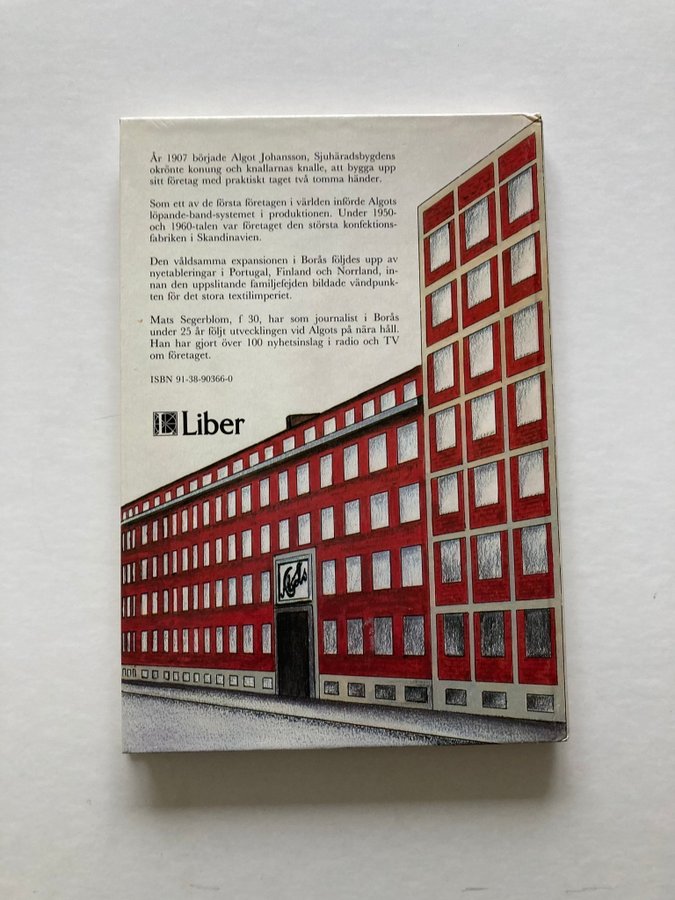 År 1907 började Algot Johansson, Sjuhäradsbygdens
okrönte konung och knallarnas knalle, att bygga upp
sitt företag med praktiskt taget två tomma händer.
Som ett av de första företagen i världen införde Algots
löpande-band-systemet i produktionen. Under 1950-
och 1960-talen var företaget den största konfektions-
fabriken i Skandinavien.
Den våldsamma expansionen i Borås följdes upp av
nyetableringar i Portugal, Finland och Norrland, in-
nan den uppslitande familjefejden bildade vändpunk-
ten för det stora textilimperiet.
Mats Segerblom, f 30, har som journalist i Borås
under 25 år följt utvecklingen vid Algots på nära håll.
Han har gjort över 100 nyhetsinslag i radio och TV
om företaget.
ISBN 91-38-90366-0
Liber
Algots